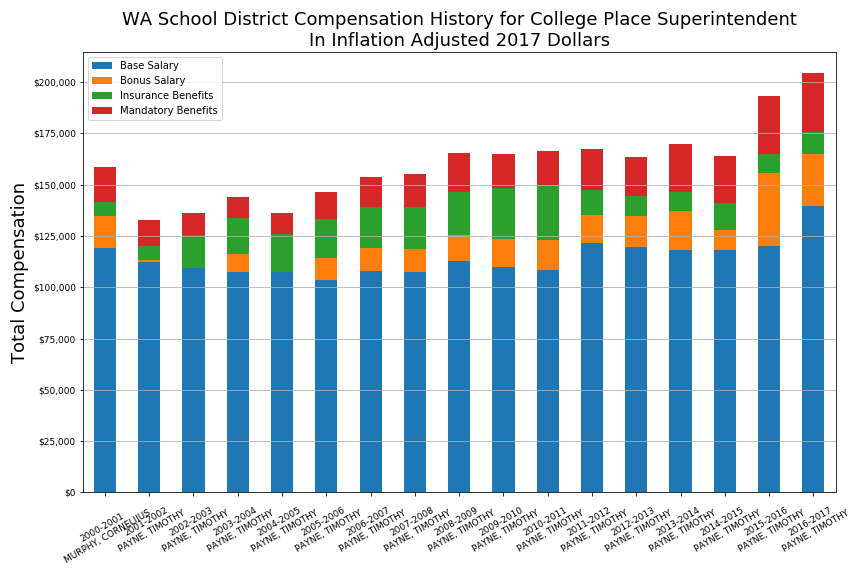 WA School District Compensation History for College Place Superintendent
In Inflation Adjusted 2017 Dollars
Base Salary
Bonus Salary
Insurance Benefits
Mandatory Benefits
Total Compensation
$200,000
$175,000
$150,000
$125,000
$100,000
$75,000
$50,000
$25,000
$0
2000-2001
MURPHY, CORNELIUS
2001-2002
PAYNE, TIMOTHY
2002-2003
PAYNE, TIMOTHY
2003-2004
PAYNE, TIMOTHY
2004-2005
PAYNE, TIMOTHY
2005-2006
PAYNE, TIMOTHY
2006-2007
PAYNE, TIMOTHY
2007-2008
PAYNE, TIMOTHY
2008-2009
PAYNE, TIMOTHY
2009-2010
PAYNE, TIMOTHY
2010-2011
PAYNE, TIMOTHY
2011-2012
PAYNE, TIMOTHY
2012-2013
PAYNE, TIMOTHY
2013-2014
PAYNE, TIMOTHY
2014-2015
PAYNE, TIMOTHY
2015-2016
PAYNE, TIMOTHY
2016-2017
PAYNE, TIMOTHY